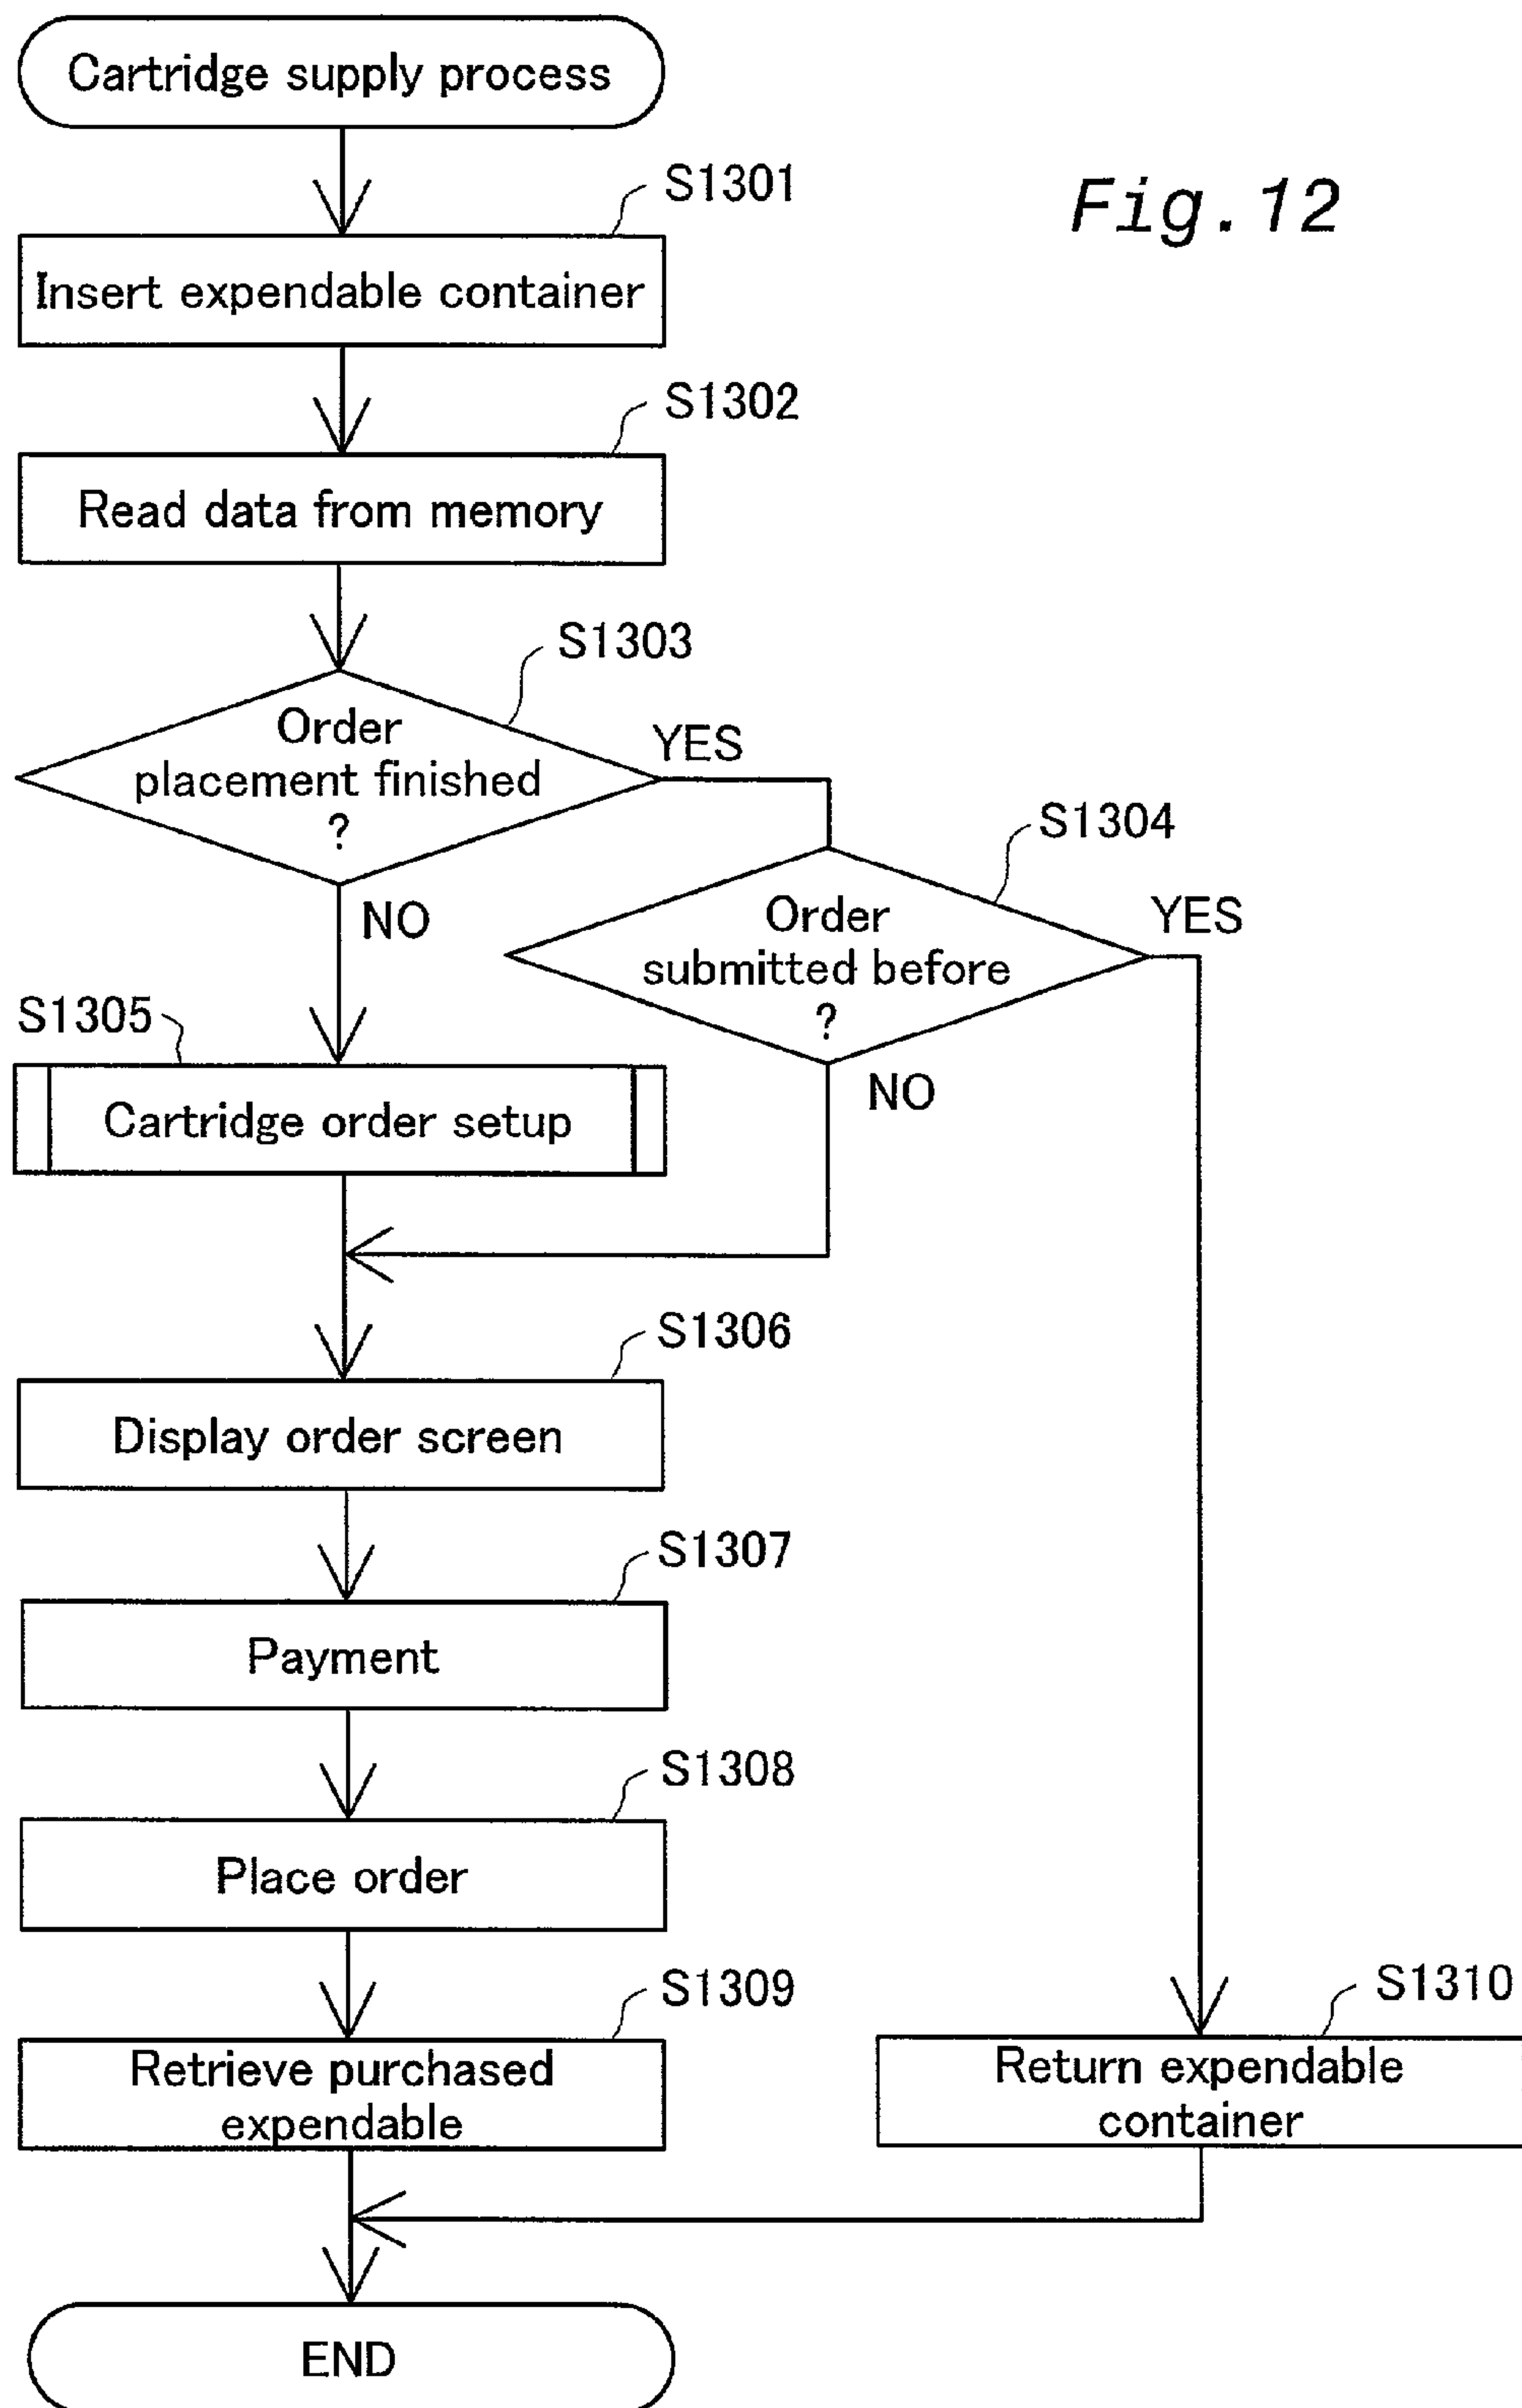 Cartridge supply process
Fig.12
S1301
Insert expendable container
S1302
Read data from memory
S1303
Order
placement finished
?
YES
NO
S1304
Order
submitted before
?
YES
NO
S1305
Cartridge order setup
S1306
Display order screen
S1307
Payment
S1308
Place order
S1309
Retrieve purchased
expendable
S1310
Return expendable
container
END